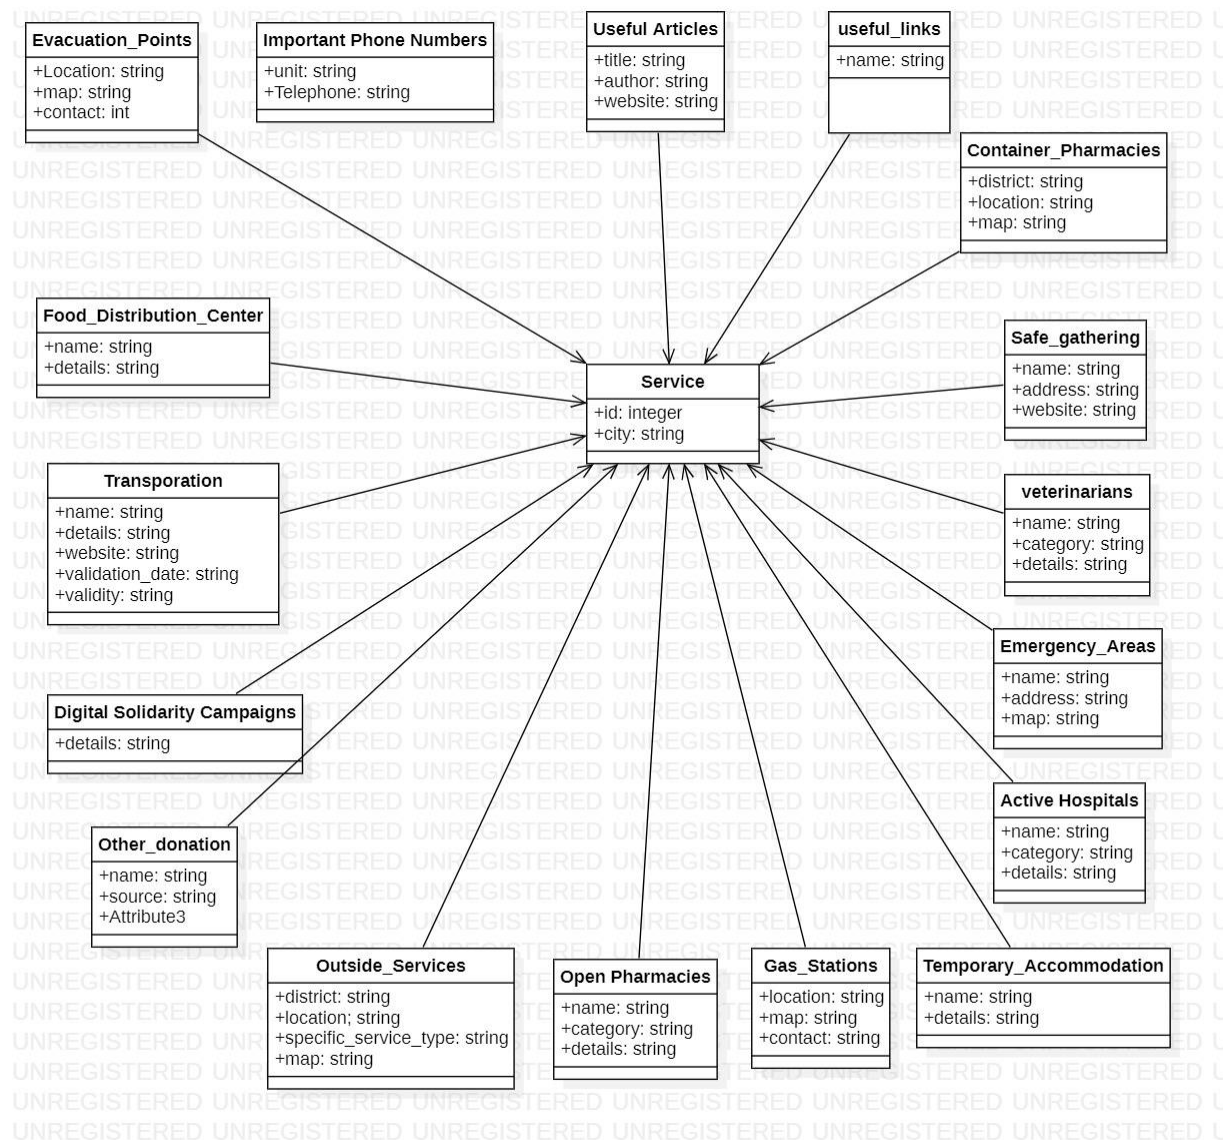 Evacuation_Points
+Location: string
+map: string
+contact: int
Important Phone Numbers
+unit: string
+Telephone: string
Useful Articles
+title: string
+author: string
+website: string
useful_links
+name: string
Container_Pharmacies
+district: string
+location: string
+map: string
Food_Distribution_Center
+name: string
+details: string
Service
+id: integer
+city: string
Safe_gathering
+name: string
+address: string
+website: string
Transporation
+name: string
+details: string
+website: string
+validation_date: string
+validity: string
veterinarians
+name: string
+category: string
+details: string
Emergency_Areas
+name: string
+address: string
+map: string
Digital Solidarity Campaigns
+details: string
Active Hospitals
+name: string
+category: string
+details: string
Other_donation
+name: string
+source: string
+Attribute3
Outside_Services
+district: string
+location; string
+specific_service_type: string
+map: string
Open Pharmacies
+name: string
+category: string
+details: string
Gas_Stations
+location: string
+map: string
+contact: string
Temporary_Accommodation
+name: string
+details: string
UNREGISTERED